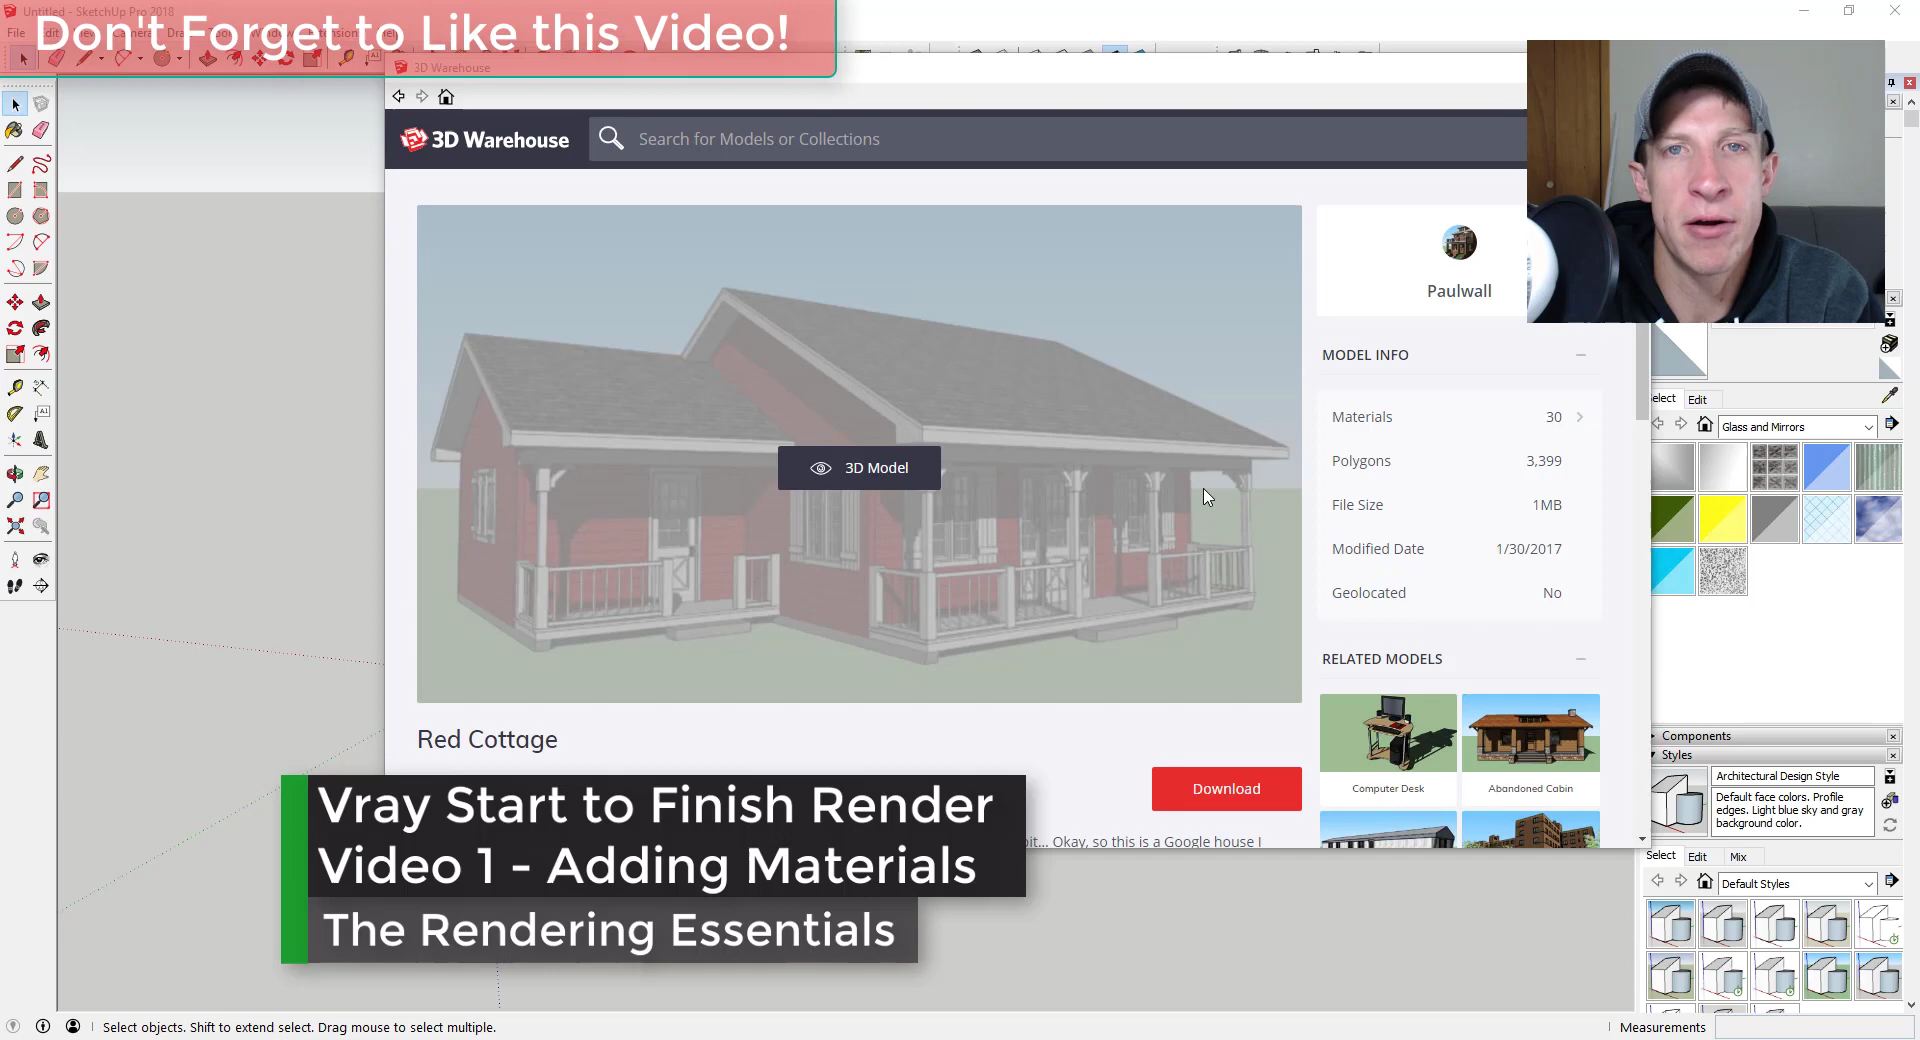 Untitled - SketchUp Pro 2018
Don't Forget to Like this Video!
File
3D Warehouse
3D Warehouse
Search for Models or Collections
Paulwall
MODEL INFO
Materials 30
Polygons 3,399
File Size 1MB
Modified Date 1/30/2017
Geolocated No
RELATED MODELS
Computer Desk
Abandoned Cabin
3D Model
Red Cottage
Download
Okay, so this is a Google house I
Vray Start to Finish Render
Video 1 - Adding Materials
The Rendering Essentials
Edit
Glass and Mirrors
Components
Styles
Architectural Design Style
Default face colors. Profile
edges. Light blue sky and gray
background color.
Select Edit Mix
Default Styles
Select objects. Shift to extend select. Drag mouse to select multiple.
Measurements